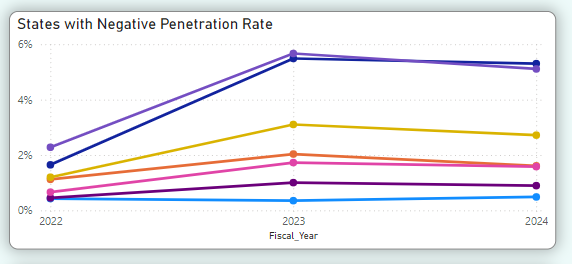 States with Negative Penetration Rate
6%
4%
2%
0%
2022 2023 2024
Fiscal_Year